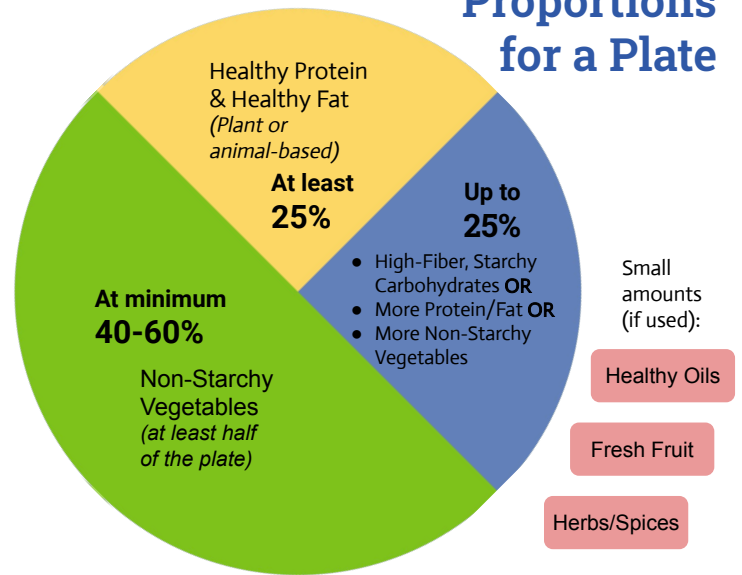 Proportions
for a Plate
Healthy Protein
& Healthy Fat
(Plant or
animal-based)
At least
25%
Up to
25%
● High-Fiber, Starchy
Carbohydrates OR
● More Protein/Fat OR
● More Non-Starchy
Vegetables
At minimum
40-60%
Non-Starchy
Vegetables
(at least half
of the plate)
Small
amounts
(if used):
Healthy Oils
Fresh Fruit
Herbs/Spices